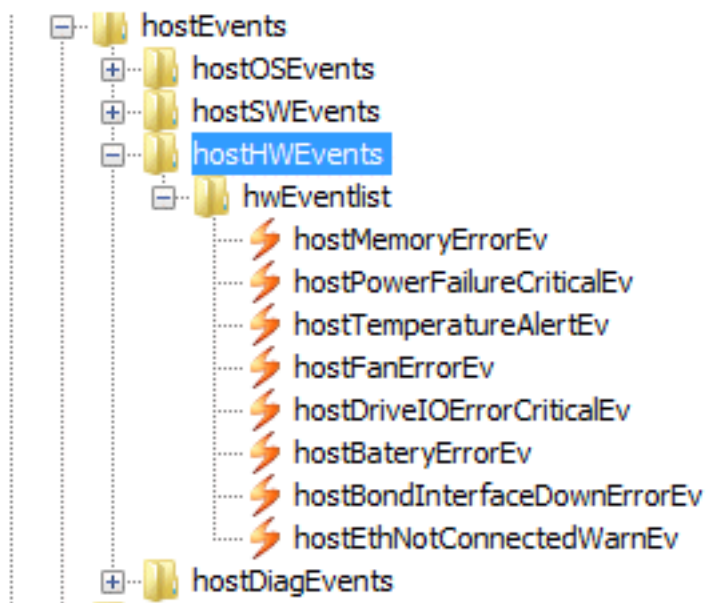 hostEvents
hostOSEvents
hostSWEvents
hostHWEvents
hwEventlist
hostMemoryErrorEv
hostPowerFailureCriticalEv
hostTemperatureAlertEv
hostFanErrorEv
hostDriveIOErrorCriticalEv
hostBateryErrorEv
hostBondInterfaceDownErrorEv
hostEthNotConnectedWarnEv
hostDiagEvents